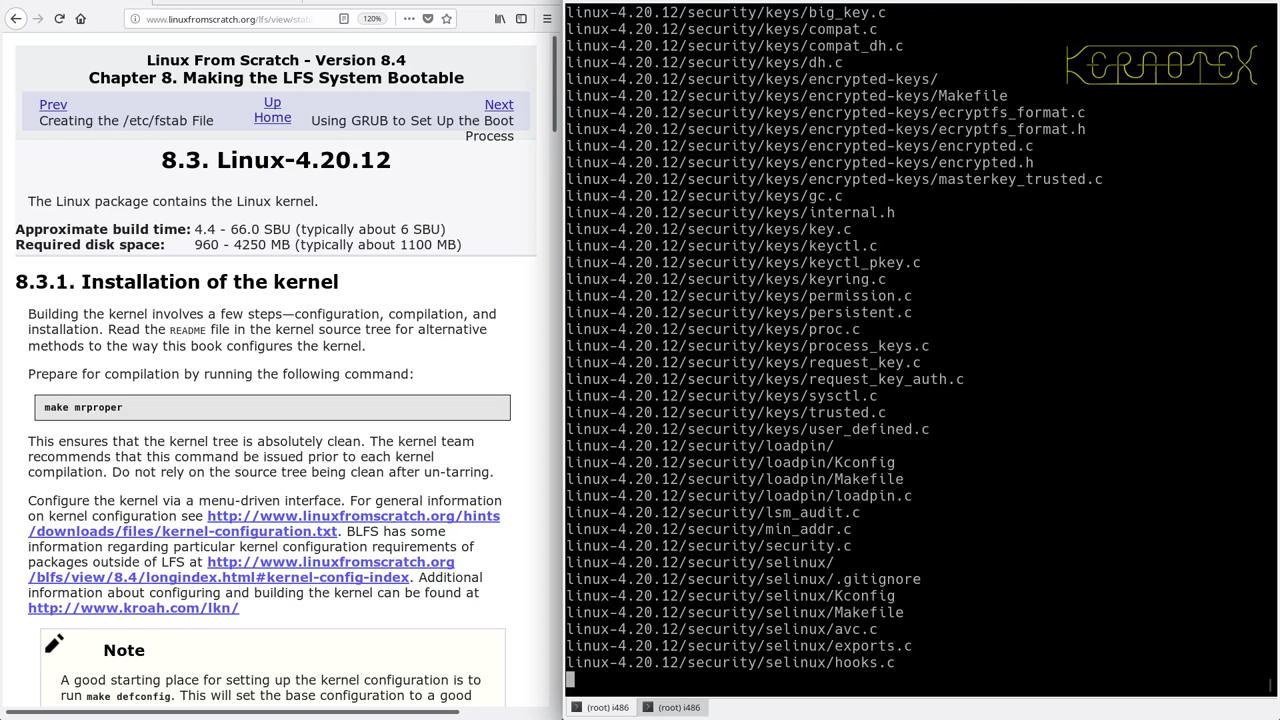 www.linuxfromscratch.org/lfs/view/stab
120%
Linux From Scratch - Version 8.4
Chapter 8. Making the LFS System Bootable
Prev
Up
Next
Creating the /etc/fstab File
Home
Using GRUB to Set Up the Boot
Process
8.3. Linux-4.20.12
The Linux package contains the Linux kernel.
Approximate build time: 4.4 - 66.0 SBU (typically about 6 SBU)
Required disk space: 960 - 4250 MB (typically about 1100 MB)
8.3.1. Installation of the kernel
Building the kernel involves a few steps—configuration, compilation, and
installation. Read the README file in the kernel source tree for alternative
methods to the way this book configures the kernel.
Prepare for compilation by running the following command:
make mrproper
This ensures that the kernel tree is absolutely clean. The kernel team
recommends that this command be issued prior to each kernel
compilation. Do not rely on the source tree being clean after un-tarring.
Configure the kernel via a menu-driven interface. For general information
on kernel configuration see http://www.linuxfromscratch.org/hints
/downloads/files/kernel-configuration.txt. BLFS has some
information regarding particular kernel configuration requirements of
packages outside of LFS at http://www.linuxfromscratch.org
/blfs/view/8.4/longindex.html#kernel-config-index. Additional
information about configuring and building the kernel can be found at
http://www.kroah.com/lkn/
Note
A good starting place for setting up the kernel configuration is to
run make defconfig. This will set the base configuration to a good
linux-4.20.12/security/keys/big_key.c
linux-4.20.12/security/keys/compat.c
linux-4.20.12/security/keys/compat_dh.c
linux-4.20.12/security/keys/dh.c
linux-4.20.12/security/keys/encrypted-keys/
linux-4.20.12/security/keys/encrypted-keys/Makefile
linux-4.20.12/security/keys/encrypted-keys/ecryptfs_format.c
linux-4.20.12/security/keys/encrypted-keys/ecryptfs_format.h
linux-4.20.12/security/keys/encrypted-keys/encrypted.c
linux-4.20.12/security/keys/encrypted-keys/encrypted.h
linux-4.20.12/security/keys/encrypted-keys/masterkey_trusted.c
linux-4.20.12/security/keys/gc.c
linux-4.20.12/security/keys/internal.h
linux-4.20.12/security/keys/key.c
linux-4.20.12/security/keys/keyctl.c
linux-4.20.12/security/keys/keyctl_pkey.c
linux-4.20.12/security/keys/keyring.c
linux-4.20.12/security/keys/permission.c
linux-4.20.12/security/keys/persistent.c
linux-4.20.12/security/keys/proc.c
linux-4.20.12/security/keys/process_keys.c
linux-4.20.12/security/keys/request_key.c
linux-4.20.12/security/keys/request_key_auth.c
linux-4.20.12/security/keys/sysctl.c
linux-4.20.12/security/keys/trusted.c
linux-4.20.12/security/keys/user_defined.c
linux-4.20.12/security/loadpin/
linux-4.20.12/security/loadpin/Kconfig
linux-4.20.12/security/loadpin/Makefile
linux-4.20.12/security/loadpin/loadpin.c
linux-4.20.12/security/lsm_audit.c
linux-4.20.12/security/min_addr.c
linux-4.20.12/security/security.c
linux-4.20.12/security/selinux/
linux-4.20.12/security/selinux/.gitignore
linux-4.20.12/security/selinux/Kconfig
linux-4.20.12/security/selinux/Makefile
linux-4.20.12/security/selinux/avc.c
linux-4.20.12/security/selinux/exports.c
linux-4.20.12/security/selinux/hooks.c
(root) i486
(root) i486